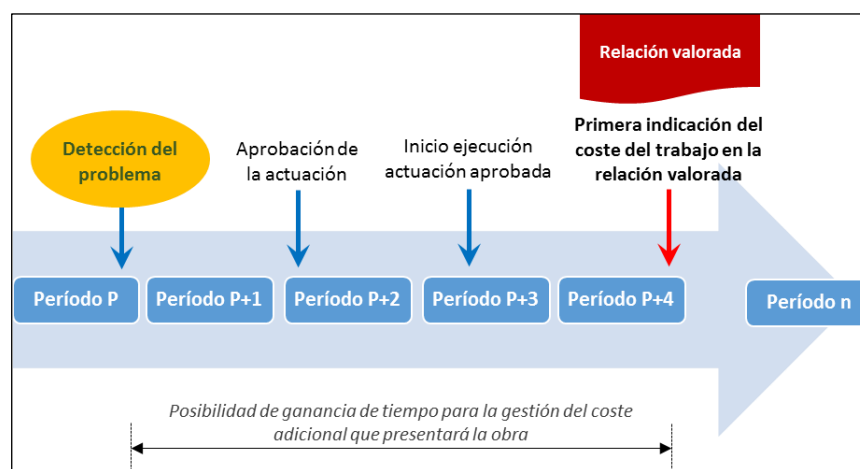 Relación valorada
Detección del
problema
Aprobación de
la actuación
Inicio ejecución
actuación aprobada
Primera indicación del
coste del trabajo en la
relación valorada
Período P
Período P+1
Período P+2
Período P+3
Período P+4
Período n
Posibilidad de ganancia de tiempo para la gestión del coste
adicional que presentará la obra